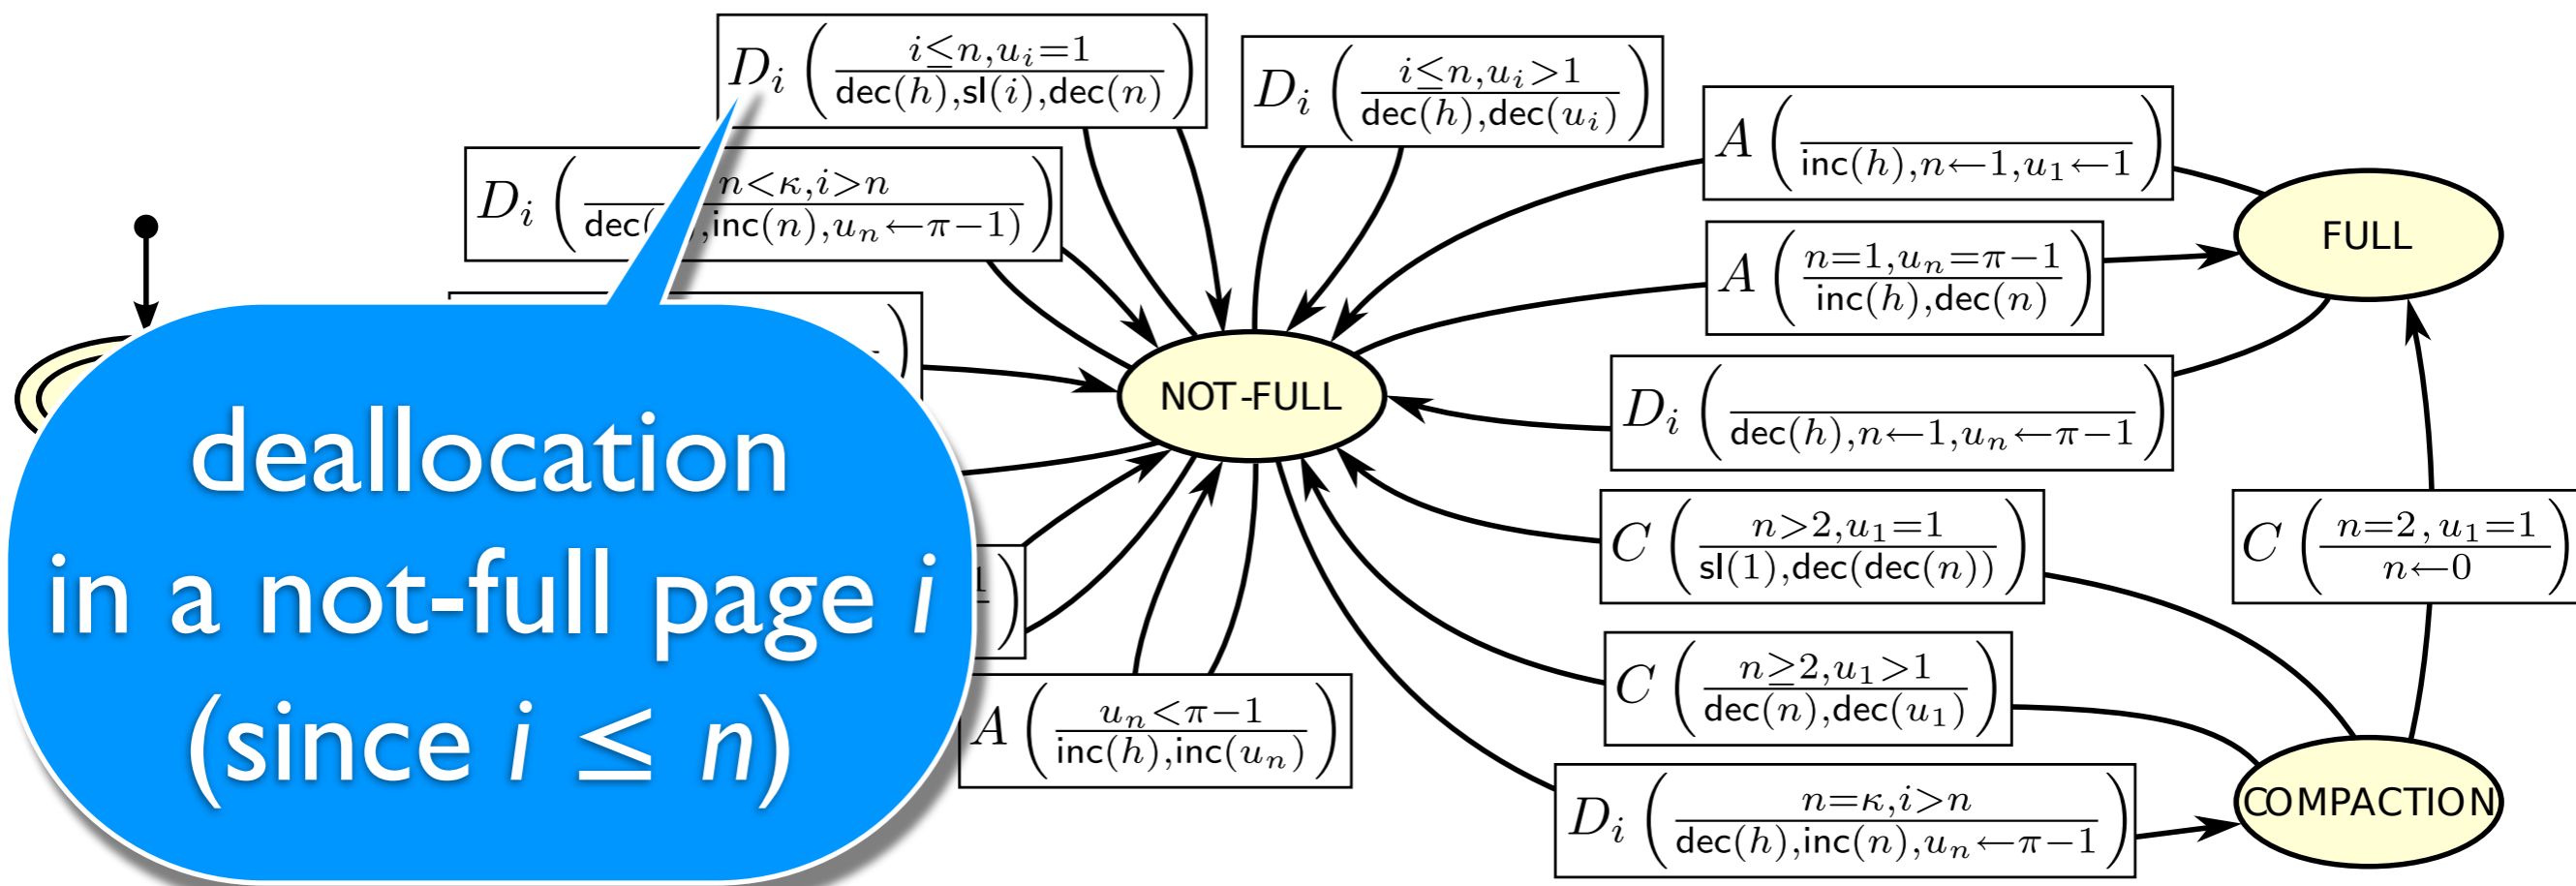 D_i ( i≤n,u_i=1 / dec(h),sl(i),dec(n) )
D_i ( i≤n,u_i>1 / dec(h),dec(u_i) )
D_i ( n<κ,i>n / dec( ),inc(n),u_n←π−1 )
A ( / inc(h),n←1,u_1←1 )
A ( n=1,u_n=π−1 / inc(h),dec(n) )
FULL
NOT-FULL
D_i ( / dec(h),n←1,u_n←π−1 )
C ( n>2,u_1=1 / sl(1),dec(dec(n)) )
C ( n=2,u_1=1 / n←0 )
C ( n≥2,u_1>1 / dec(n),dec(u_1) )
A ( u_n<π−1 / inc(h),inc(u_n) )
D_i ( n=κ,i>n / dec(h),inc(n),u_n←π−1 )
COMPACTION
deallocation
in a not-full page i
(since i ≤ n)